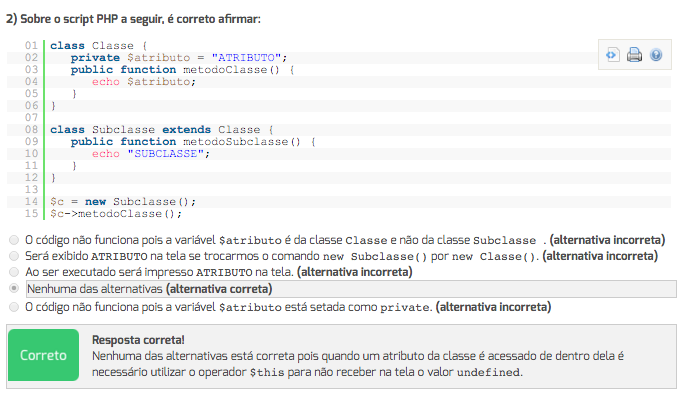 2) Sobre o script PHP a seguir, é correto afirmar:
01 class Classe {
02 private $atributo = "ATRIBUTO";
03 public function metodoClasse() {
04 echo $atributo;
05 }
06 }
07
08 class Subclasse extends Classe {
09 public function metodoSubclasse() {
10 echo "SUBCLASSE";
11 }
12 }
13
14 $c = new Subclasse();
15 $c->metodoClasse();
O código não funciona pois a variável $atributo é da classe Classe e não da classe Subclasse . (alternativa incorreta)
Será exibido ATRIBUTO na tela se trocarmos o comando new Subclasse() por new Classe(). (alternativa incorreta)
Ao ser executado será impresso ATRIBUTO na tela. (alternativa incorreta)
Nenhuma das alternativas (alternativa correta)
O código não funciona pois a variável $atributo está setada como private. (alternativa incorreta)
Correto
Resposta correta!
Nenhuma das alternativas está correta pois quando um atributo da classe é acessado de dentro dela é
necessário utilizar o operador $this para não receber na tela o valor undefined.